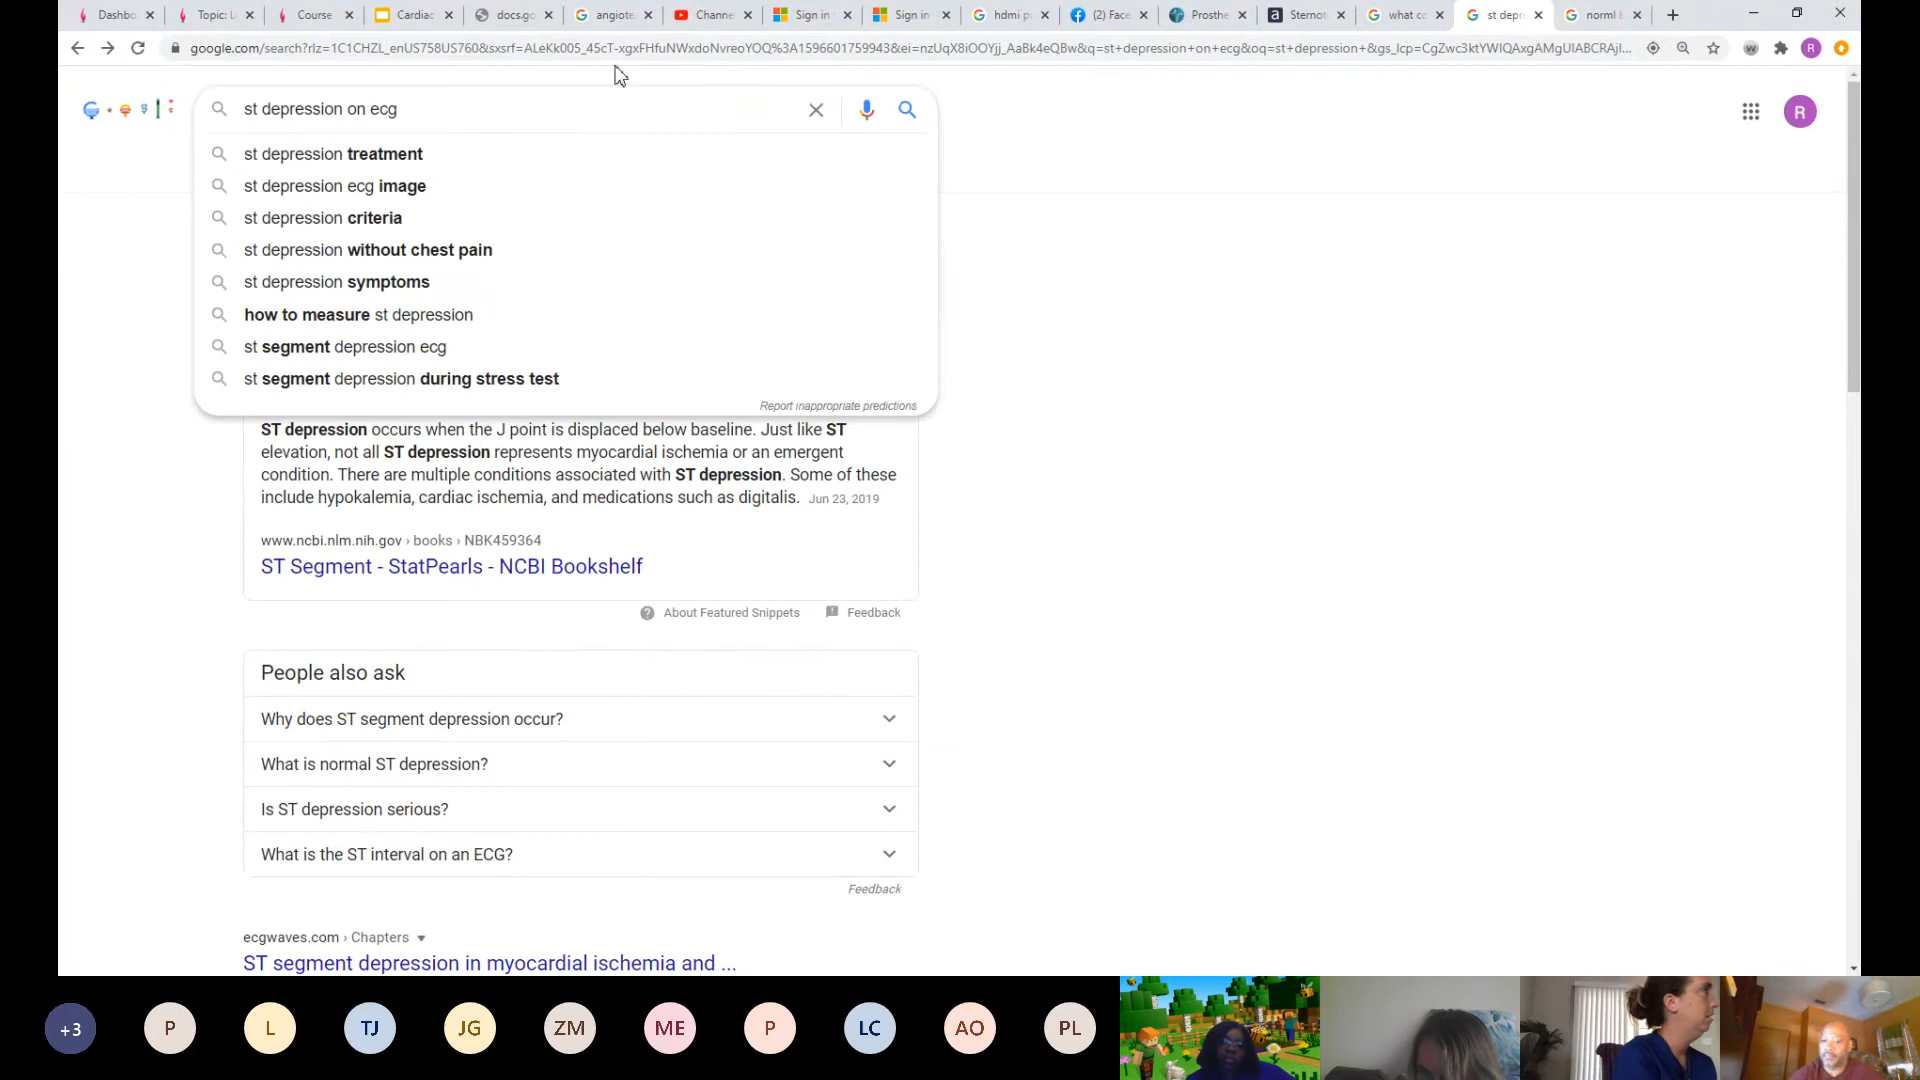 Dashbo
Topic: L
Course
Cardiac
docs.go
angiote
Channe
Sign in
Sign in
hdmi p
(2) Face
Prosthe
Sternot
what co
st depre
norml
google.com/search?rlz=1C1CHZL_enUS758US760&sxsrf=ALeKk005_45cT-xgxFHfuNWxdoNvreoYOQ%3A1596601759943&ei=nzUqX8iOOYjj_AaBk4eQBw&q=st+depression+on+ecg&oq=st+depression+&gs_lcp=CgZwc3ktYWIQAxgAMgUIABCRAjI...
R
st depression on ecg
R
st depression treatment
st depression ecg image
st depression criteria
st depression without chest pain
st depression symptoms
how to measure st depression
st segment depression ecg
st segment depression during stress test
Report inappropriate predictions
ST depression occurs when the J point is displaced below baseline. Just like ST
elevation, not all ST depression represents myocardial ischemia or an emergent
condition. There are multiple conditions associated with ST depression. Some of these
include hypokalemia, cardiac ischemia, and medications such as digitalis. Jun 23, 2019
www.ncbi.nlm.nih.gov › books › NBK459364
ST Segment - StatPearls - NCBI Bookshelf
About Featured Snippets
Feedback
People also ask
Why does ST segment depression occur?
What is normal ST depression?
Is ST depression serious?
What is the ST interval on an ECG?
Feedback
ecgwaves.com › Chapters
ST segment depression in myocardial ischemia and ...
+3
P
L
TJ
JG
ZM
ME
P
LC
AO
PL